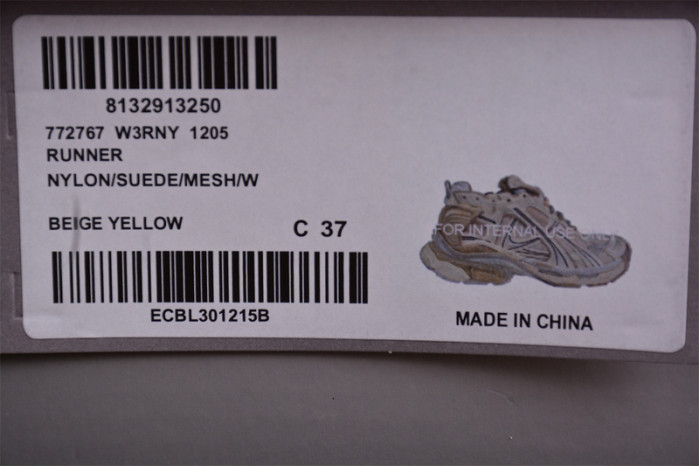 8132913250
772767 W3RNY 1205
RUNNER
NYLON/SUEDE/MESH/W
BEIGE YELLOW
C 37
FOR INTERNAL USE ONLY
ECBL301215B
MADE IN CHINA